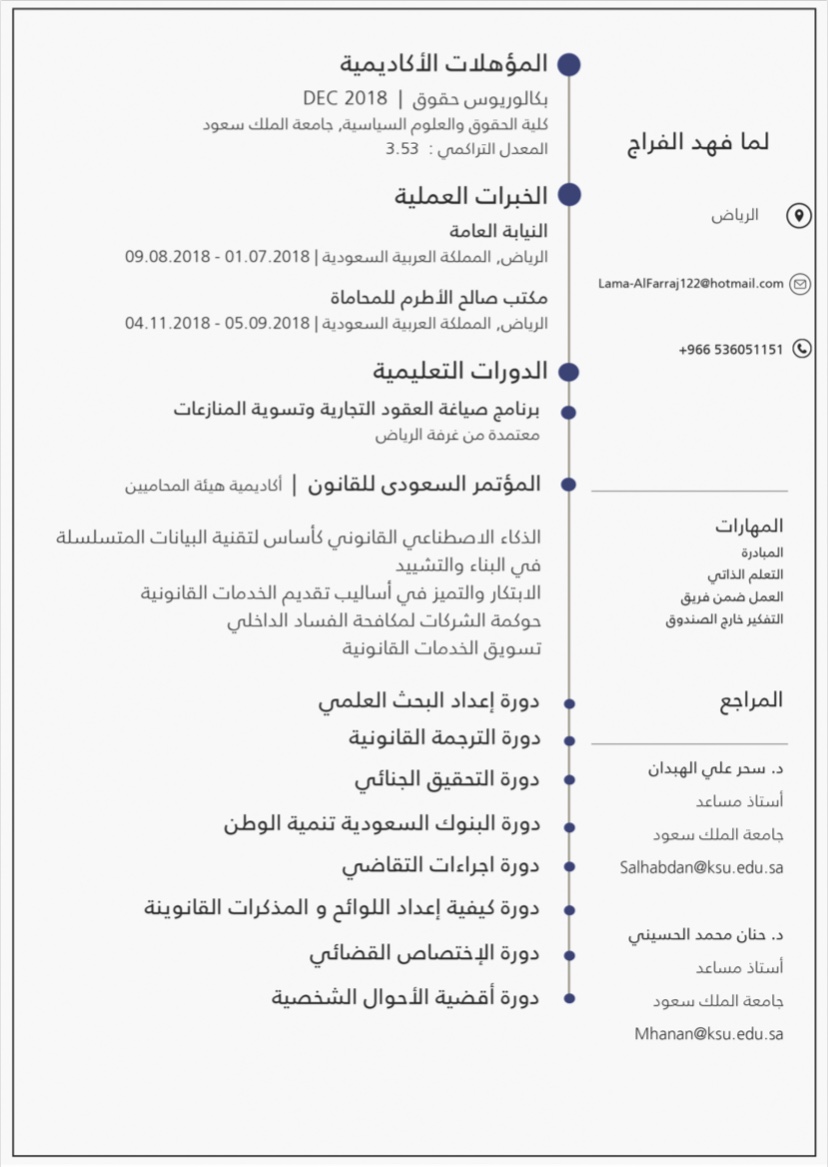 لما فهد الفراج
الرياض
Lama-AlFarraj122@hotmail.com
+966 536051151
المهارات
المبادرة
التعلم الذاتي
العمل ضمن فريق
التفكير خارج الصندوق
المراجع
د. سحر علي الهبدان
أستاذ مساعد
جامعة الملك سعود
Salhabdan@ksu.edu.sa
د. حنان محمد الحسيني
أستاذ مساعد
جامعة الملك سعود
Mhanan@ksu.edu.sa
المؤهلات الأكاديمية
بكالوريوس حقوق | DEC 2018
كلية الحقوق والعلوم السياسية, جامعة الملك سعود
المعدل التراكمي : 3.53
الخبرات العملية
النيابة العامة
الرياض, المملكة العربية السعودية | 01.07.2018 - 09.08.2018
مكتب صالح الأطرم للمحاماة
الرياض, المملكة العربية السعودية | 05.09.2018 - 04.11.2018
الدورات التعليمية
برنامج صياغة العقود التجارية وتسوية المنازعات
معتمدة من غرفة الرياض
المؤتمر السعودي للقانون | أكاديمية هيئة المحاميين
الذكاء الاصطناعي القانوني كأساس لتقنية البيانات المتسلسلة
في البناء والتشييد
الابتكار والتميز في أساليب تقديم الخدمات القانونية
حوكمة الشركات لمكافحة الفساد الداخلي
تسويق الخدمات القانونية
دورة إعداد البحث العلمي
دورة الترجمة القانونية
دورة التحقيق الجنائي
دورة البنوك السعودية تنمية الوطن
دورة اجراءات التقاضي
دورة كيفية إعداد اللوائح و المذكرات القانوينة
دورة الإختصاص القضائي
دورة أقضية الأحوال الشخصية